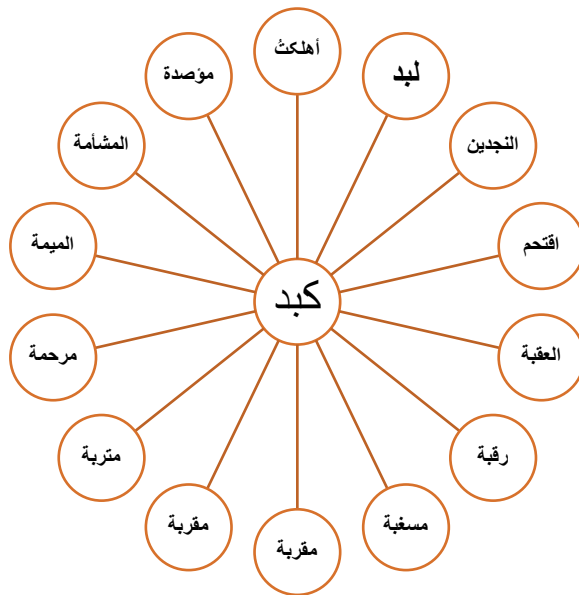 كبد
أهلكتُ
لبد
النجدين
اقتحم
العقبة
رقبة
مسغبة
مقربة
مقربة
متربة
مرحمة
الميمة
المشأمة
مؤصدة